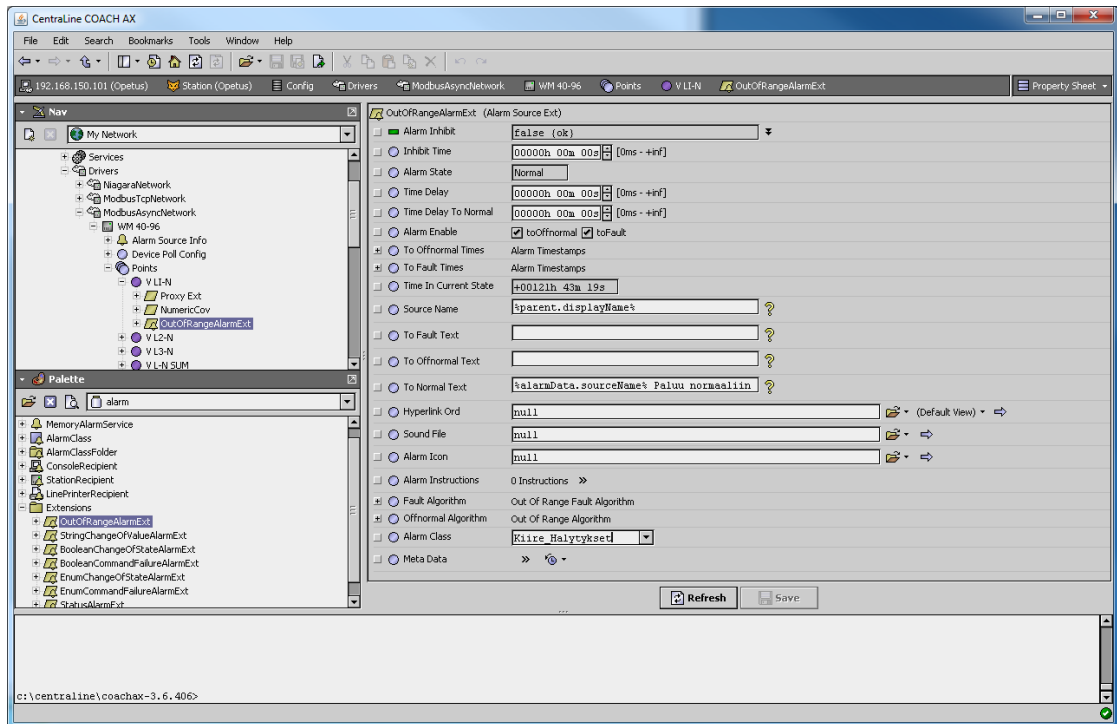 CentraLine COACH AX
File Edit Search Bookmarks Tools Window Help
192.168.150.101 (Opetus) Station (Opetus) Config Drivers ModbusAsyncNetwork WM 40-96 Points V LI-N OutOfRangeAlarmExt Property Sheet
Nav
My Network
Services
Drivers
NiagaraNetwork
ModbusTcpNetwork
ModbusAsyncNetwork
WM 40-96
Alarm Source Info
Device Poll Config
Points
V LI-N
Proxy Ext
NumericCov
OutOfRangeAlarmExt
V L2-N
V L3-N
V L-N SUM
Palette
alarm
MemoryAlarmService
AlarmClass
AlarmClassFolder
ConsoleRecipient
StationRecipient
LinePrinterRecipient
Extensions
OutOfRangeAlarmExt
StringChangeOfValueAlarmExt
BooleanChangeOfStateAlarmExt
BooleanCommandFailureAlarmExt
EnumChangeOfStateAlarmExt
EnumCommandFailureAlarmExt
StatusAlarmExt
OutOfRangeAlarmExt (Alarm Source Ext)
Alarm Inhibit false (ok)
Inhibit Time 00000h 00m 00s [0ms - +inf]
Alarm State Normal
Time Delay 00000h 00m 00s [0ms - +inf]
Time Delay To Normal 00000h 00m 00s [0ms - +inf]
Alarm Enable toOffnormal toFault
To Offnormal Times Alarm Timestamps
To Fault Times Alarm Timestamps
Time In Current State +00121h 43m 19s
Source Name %parent.displayName%
To Fault Text
To Offnormal Text
To Normal Text %alarmData.sourceName% Paluu normaaliin
Hyperlink Ord null (Default View)
Sound File null
Alarm Icon null
Alarm Instructions 0 Instructions »
Fault Algorithm Out Of Range Fault Algorithm
Offnormal Algorithm Out Of Range Algorithm
Alarm Class Kiire_Halytykset
Meta Data »
Refresh Save
c:\centraline\coachax-3.6.406>